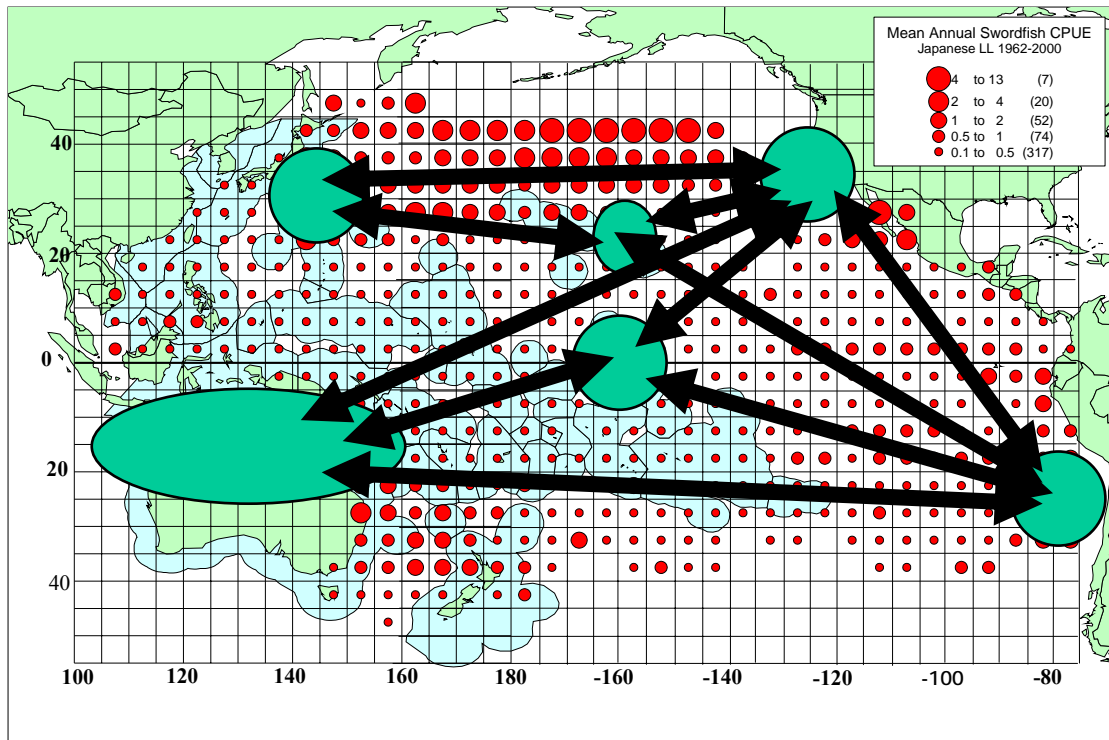 Mean Annual Swordfish CPUE
Japanese LL 1962-2000
4 to 13 (7)
2 to 4 (20)
1 to 2 (52)
0.5 to 1 (74)
0.1 to 0.5 (317)
40
20
0
20
40
100 120 140 160 180 -160 -140 -120 -100 -80